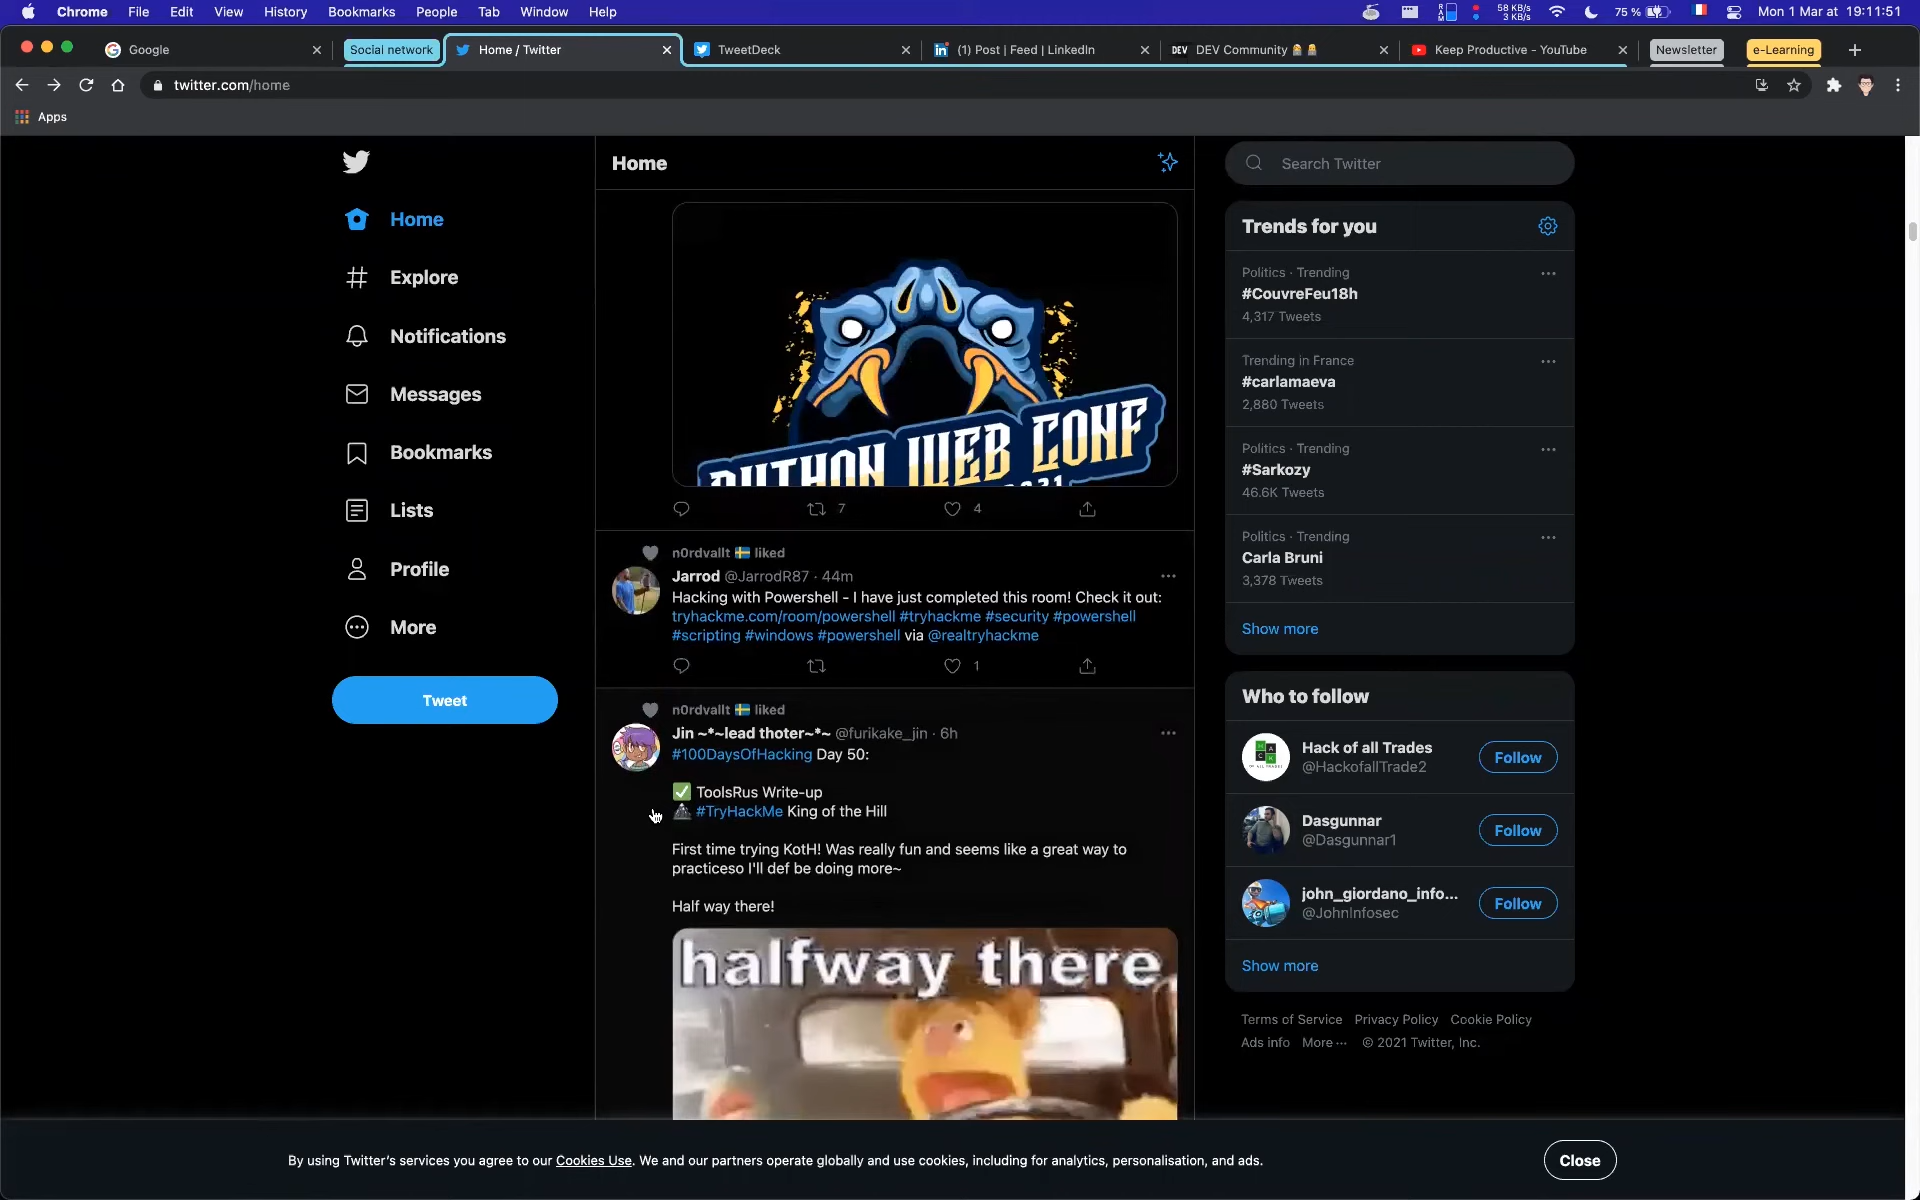 Chrome File Edit View History Bookmarks People Tab Window Help 58 KB/s 3 KB/s 75 % Mon 1 Mar at 19:11:51
Google Social network Home / Twitter TweetDeck (1) Post | Feed | LinkedIn DEV DEV Community Keep Productive - YouTube Newsletter e-Learning
twitter.com/home
Apps
Home
Explore
Notifications
Messages
Bookmarks
Lists
Profile
More
Tweet
Home
PYTHON WEB CONF
2021
7 4
n0rdvallt 🇸🇪 liked
Jarrod @JarrodR87 · 44m
Hacking with Powershell - I have just completed this room! Check it out:
tryhackme.com/room/powershell #tryhackme #security #powershell
#scripting #windows #powershell via @realtryhackme
1
n0rdvallt 🇸🇪 liked
Jin ~*~lead thoter~*~ @furikake_jin · 6h
#100DaysOfHacking Day 50:
✅ ToolsRus Write-up
#TryHackMe King of the Hill
First time trying KotH! Was really fun and seems like a great way to
practiceso I'll def be doing more~
Half way there!
halfway there
Search Twitter
Trends for you
Politics · Trending
#CouvreFeu18h
4,317 Tweets
Trending in France
#carlamaeva
2,880 Tweets
Politics · Trending
#Sarkozy
46.6K Tweets
Politics · Trending
Carla Bruni
3,378 Tweets
Show more
Who to follow
Hack of all Trades
@HackofallTrade2
Follow
Dasgunnar
@Dasgunnar1
Follow
john_giordano_info...
@JohnInfosec
Follow
Show more
Terms of Service Privacy Policy Cookie Policy
Ads info More ··· © 2021 Twitter, Inc.
By using Twitter's services you agree to our Cookies Use. We and our partners operate globally and use cookies, including for analytics, personalisation, and ads.
Close